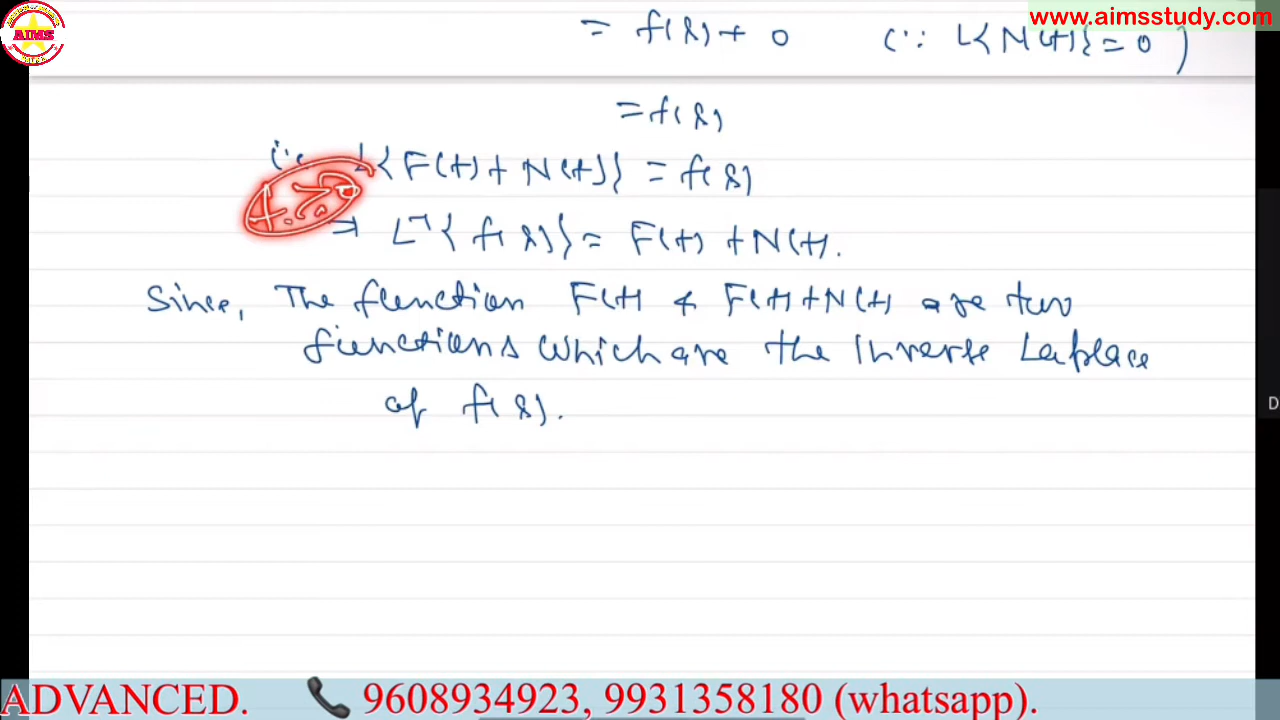 www.aimsstudy.com
AIMS
= f(s) + 0 (∵ L{N(t)} = 0)
= f(s)
L{F(t) + N(t)} = f(s)
⇒ L⁻¹{f(s)} = F(t) + N(t).
Since, The function F(t) & F(t)+N(t) are two
functions which are the inverse Laplace
of f(s).
D
ADVANCED. 9608934923, 9931358180 (whatsapp).